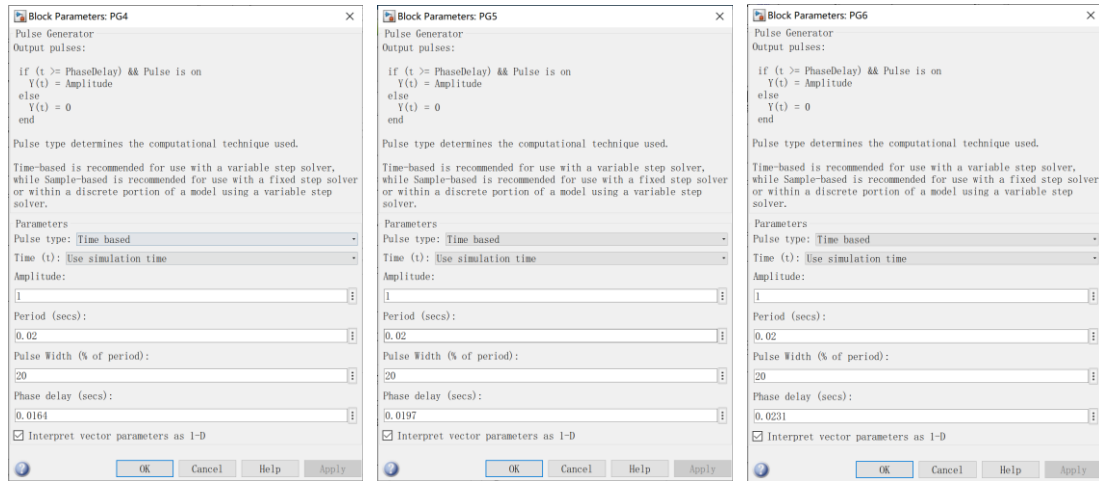 Block Parameters: PG4
Pulse Generator
Output pulses:
if (t >= PhaseDelay) && Pulse is on
Y(t) = Amplitude
else
Y(t) = 0
end
Pulse type determines the computational technique used.
Time-based is recommended for use with a variable step solver,
while Sample-based is recommended for use with a fixed step solver
or within a discrete portion of a model using a variable step
solver.
Parameters
Pulse type: Time based
Time (t): Use simulation time
Amplitude:
1
Period (secs):
0.02
Pulse Width (% of period):
20
Phase delay (secs):
0.0164
Interpret vector parameters as 1-D
OK Cancel Help Apply
Block Parameters: PG5
Pulse Generator
Output pulses:
if (t >= PhaseDelay) && Pulse is on
Y(t) = Amplitude
else
Y(t) = 0
end
Pulse type determines the computational technique used.
Time-based is recommended for use with a variable step solver,
while Sample-based is recommended for use with a fixed step solver
or within a discrete portion of a model using a variable step
solver.
Parameters
Pulse type: Time based
Time (t): Use simulation time
Amplitude:
1
Period (secs):
0.02
Pulse Width (% of period):
20
Phase delay (secs):
0.0197
Interpret vector parameters as 1-D
OK Cancel Help Apply
Block Parameters: PG6
Pulse Generator
Output pulses:
if (t >= PhaseDelay) && Pulse is on
Y(t) = Amplitude
else
Y(t) = 0
end
Pulse type determines the computational technique used.
Time-based is recommended for use with a variable step solver,
while Sample-based is recommended for use with a fixed step solver
or within a discrete portion of a model using a variable step
solver.
Parameters
Pulse type: Time based
Time (t): Use simulation time
Amplitude:
1
Period (secs):
0.02
Pulse Width (% of period):
20
Phase delay (secs):
0.0231
Interpret vector parameters as 1-D
OK Cancel Help Apply